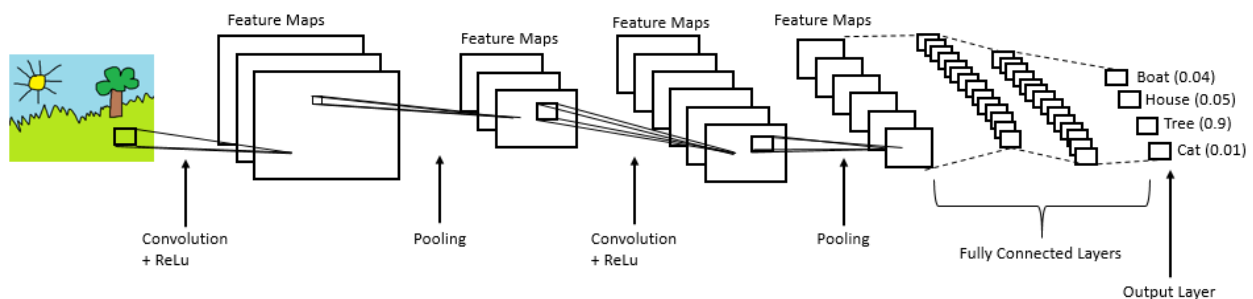 Feature Maps
Feature Maps
Feature Maps
Feature Maps
Boat (0.04)
House (0.05)
Tree (0.9)
Cat (0.01)
Convolution
+ ReLu
Pooling
Convolution
+ ReLu
Pooling
Fully Connected Layers
Output Layer